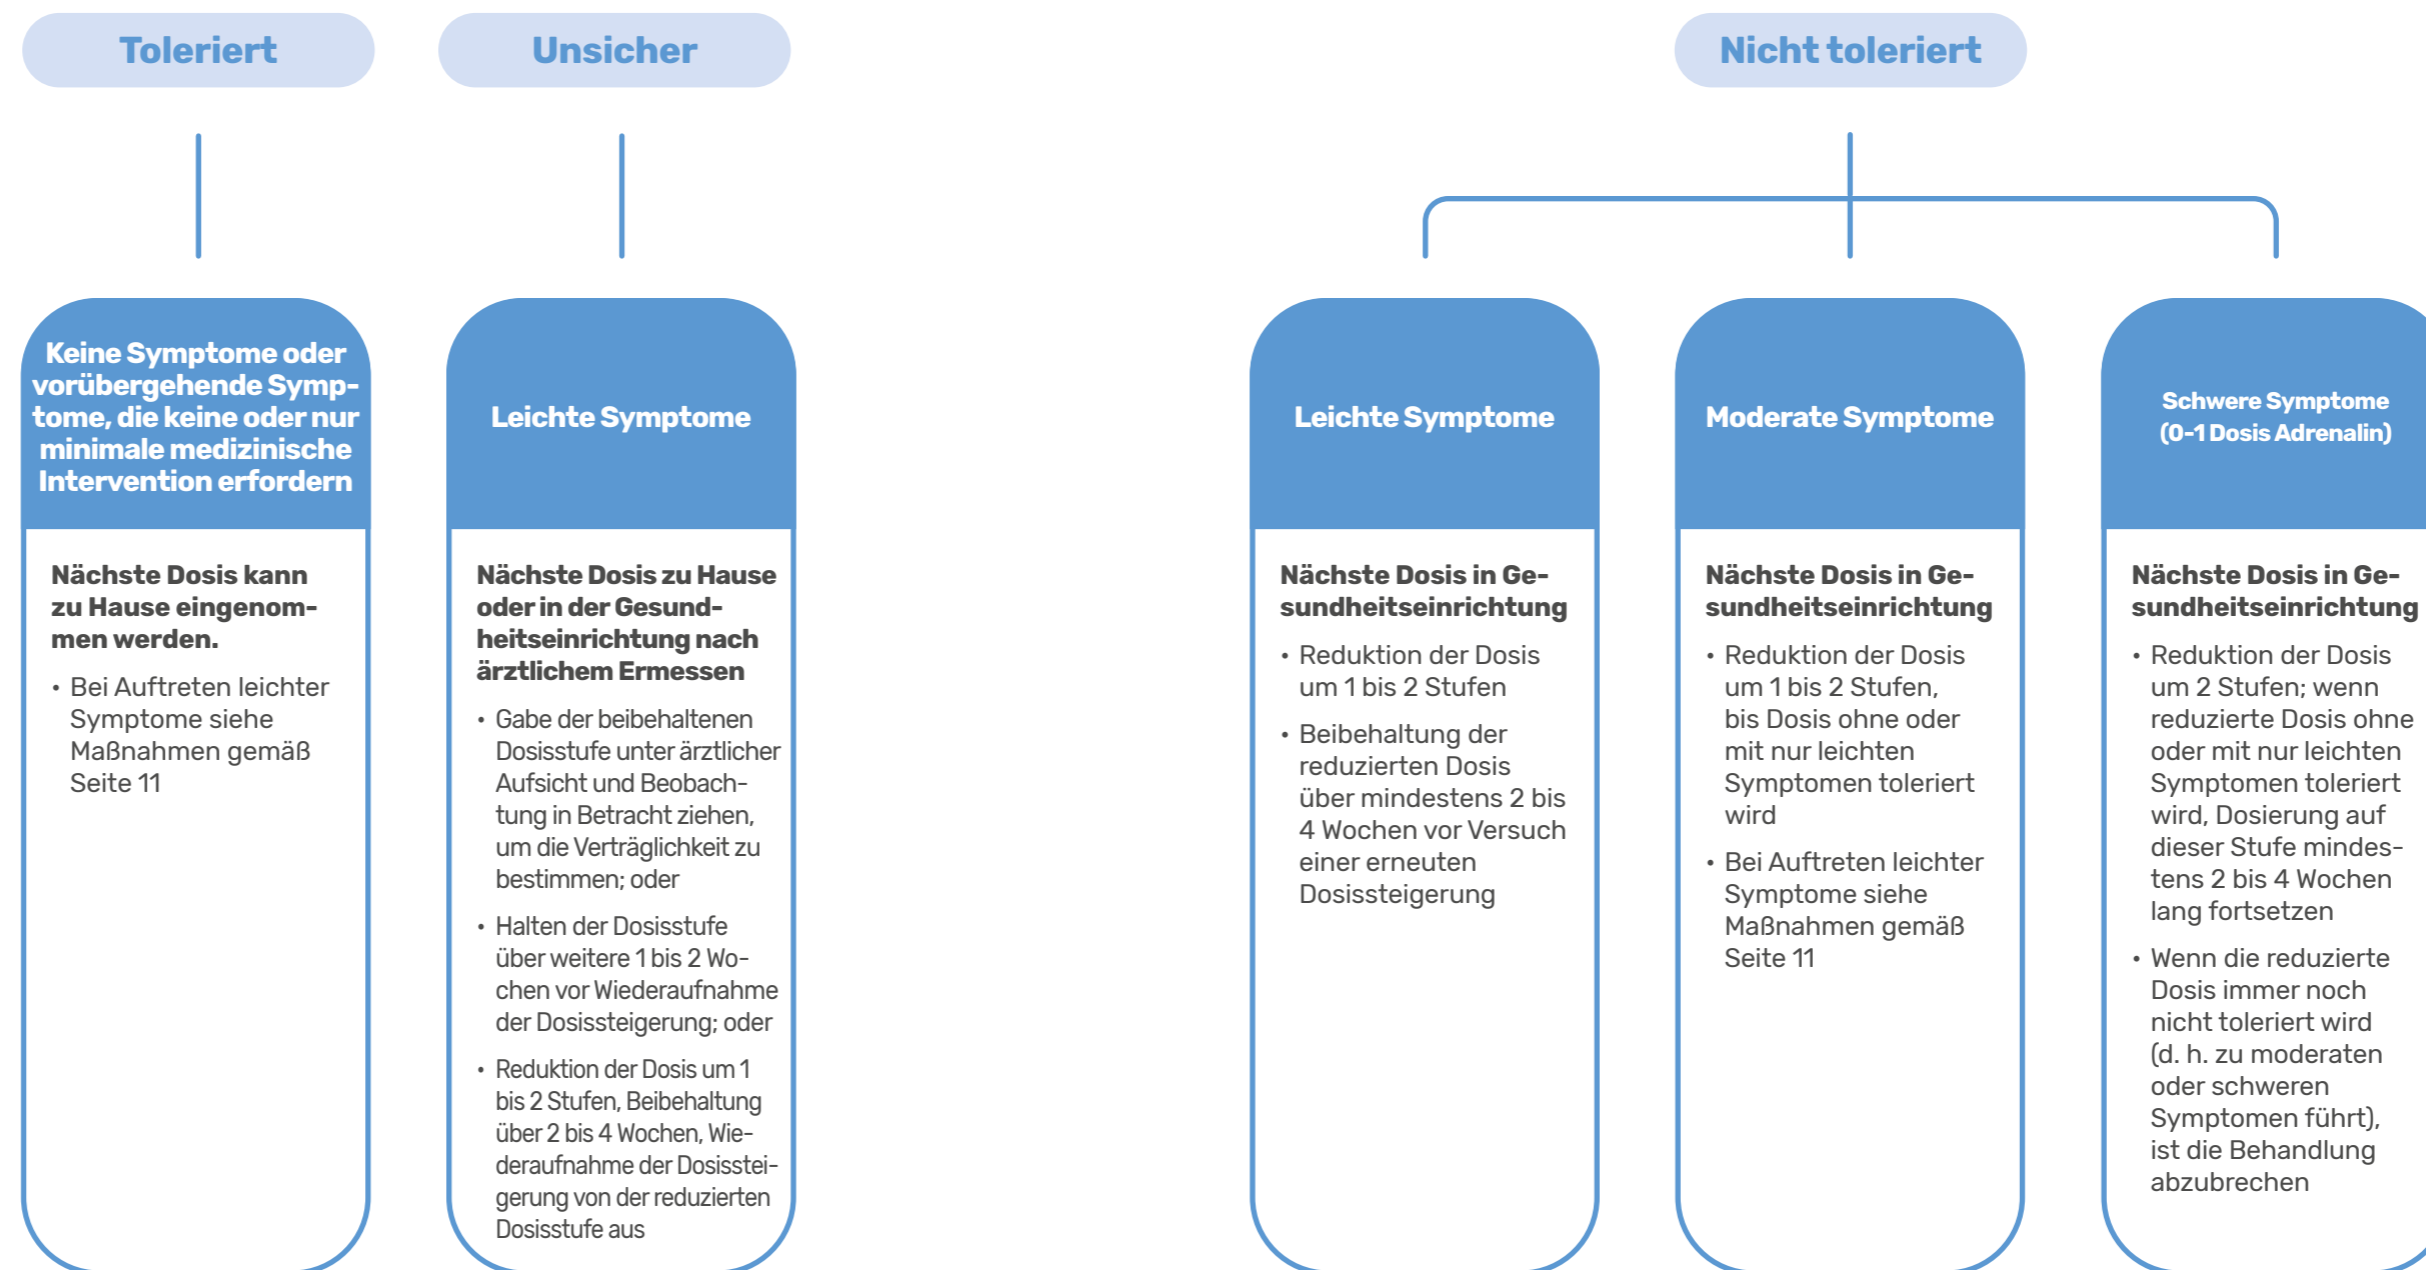 Toleriert
Unsicher
Nicht toleriert
Keine Symptome oder
vorübergehende Symp-
tome, die keine oder nur
minimale medizinische
Intervention erfordern
Nächste Dosis kann
zu Hause eingenom-
men werden.
• Bei Auftreten leichter
Symptome siehe
Maßnahmen gemäß
Seite 11
Leichte Symptome
Nächste Dosis zu Hause
oder in der Gesund-
heitseinrichtung nach
ärztlichem Ermessen
• Gabe der beibehaltenen
Dosisstufe unter ärztlicher
Aufsicht und Beobach-
tung in Betracht ziehen,
um die Verträglichkeit zu
bestimmen; oder
• Halten der Dosisstufe
über weitere 1 bis 2 Wo-
chen vor Wiederaufnahme
der Dosissteigerung; oder
• Reduktion der Dosis um 1
bis 2 Stufen, Beibehaltung
über 2 bis 4 Wochen, Wie-
deraufnahme der Dosisstei-
gerung von der reduzierten
Dosisstufe aus
Leichte Symptome
Nächste Dosis in Ge-
sundheitseinrichtung
• Reduktion der Dosis
um 1 bis 2 Stufen
• Beibehaltung der
reduzierten Dosis
über mindestens 2 bis
4 Wochen vor Versuch
einer erneuten
Dosissteigerung
Moderate Symptome
Nächste Dosis in Ge-
sundheitseinrichtung
• Reduktion der Dosis
um 1 bis 2 Stufen,
bis Dosis ohne oder
mit nur leichten
Symptomen toleriert
wird
• Bei Auftreten leichter
Symptome siehe
Maßnahmen gemäß
Seite 11
Schwere Symptome
(0-1 Dosis Adrenalin)
Nächste Dosis in Ge-
sundheitseinrichtung
• Reduktion der Dosis
um 2 Stufen; wenn
reduzierte Dosis ohne
oder mit nur leichten
Symptomen toleriert
wird, Dosierung auf
dieser Stufe mindes-
tens 2 bis 4 Wochen
lang fortsetzen
• Wenn die reduzierte
Dosis immer noch
nicht toleriert wird
(d. h. zu moderaten
oder schweren
Symptomen führt),
ist die Behandlung
abzubrechen